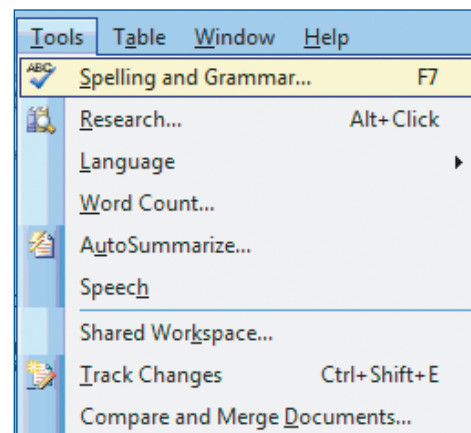 Tools Table Window Help
ABC Spelling and Grammar... F7
Research... Alt+Click
Language
Word Count...
AutoSummarize...
Speech
Shared Workspace...
Track Changes Ctrl+Shift+E
Compare and Merge Documents...